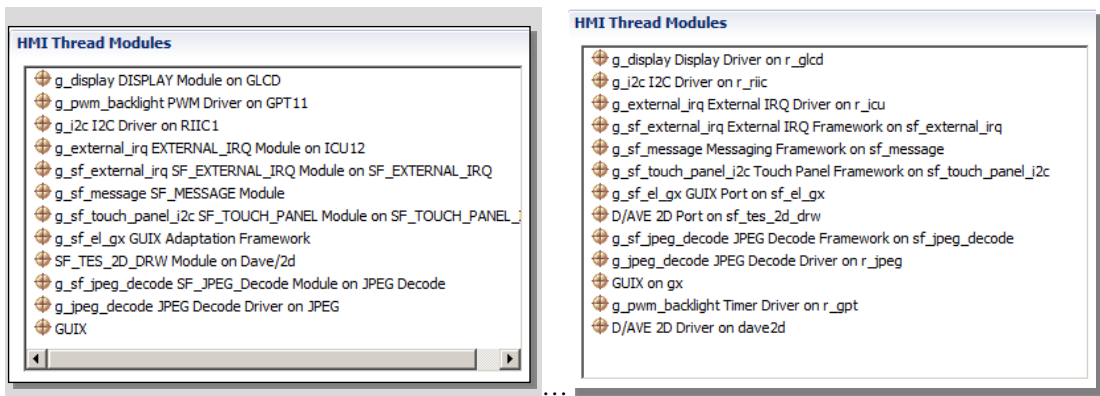 HMI Thread Modules
g_display DISPLAY Module on GLCD
g_pwm_backlight PWM Driver on GPT11
g_i2c I2C Driver on RIIC1
g_external_irq EXTERNAL_IRQ Module on ICU12
g_sf_external_irq SF_EXTERNAL_IRQ Module on SF_EXTERNAL_IRQ
g_sf_message SF_MESSAGE Module
g_sf_touch_panel_i2c SF_TOUCH_PANEL Module on SF_TOUCH_PANEL_
g_sf_el_gx GUIX Adaptation Framework
SF_TES_2D_DRW Module on Dave/2d
g_sf_jpeg_decode SF_JPEG_Decode Module on JPEG Decode
g_jpeg_decode JPEG Decode Driver on JPEG
GUIX
...
HMI Thread Modules
g_display Display Driver on r_glcd
g_i2c I2C Driver on r_riic
g_external_irq External IRQ Driver on r_icu
g_sf_external_irq External IRQ Framework on sf_external_irq
g_sf_message Messaging Framework on sf_message
g_sf_touch_panel_i2c Touch Panel Framework on sf_touch_panel_i2c
g_sf_el_gx GUIX Port on sf_el_gx
D/AVE 2D Port on sf_tes_2d_drw
g_sf_jpeg_decode JPEG Decode Framework on sf_jpeg_decode
g_jpeg_decode JPEG Decode Driver on r_jpeg
GUIX on gx
g_pwm_backlight Timer Driver on r_gpt
D/AVE 2D Driver on dave2d